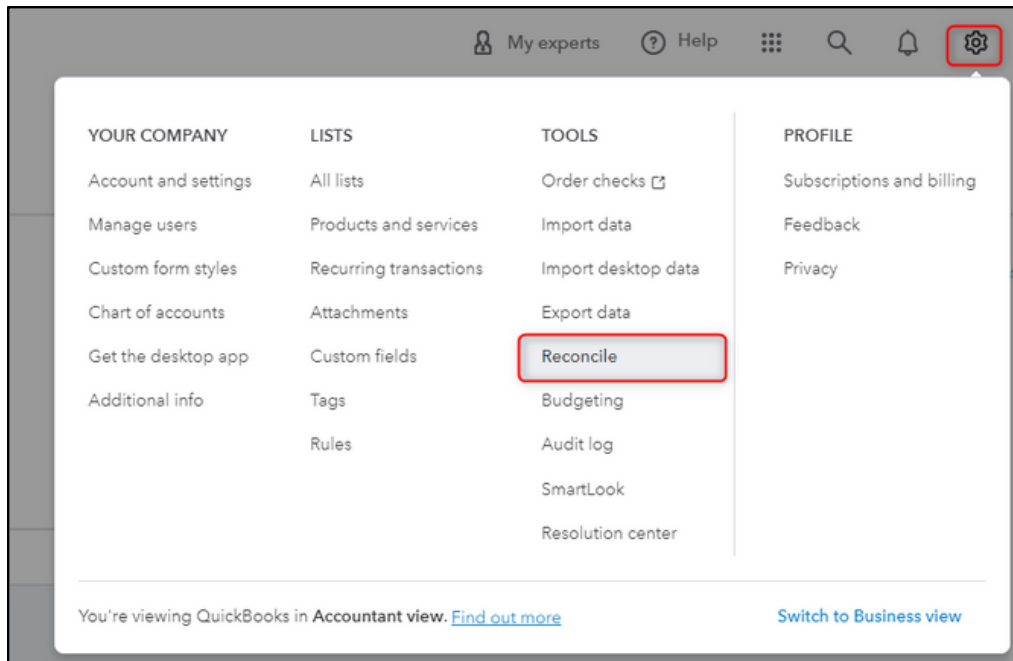 My experts
Help
YOUR COMPANY
Account and settings
Manage users
Custom form styles
Chart of accounts
Get the desktop app
Additional info
LISTS
All lists
Products and services
Recurring transactions
Attachments
Custom fields
Tags
Rules
TOOLS
Order checks
Import data
Import desktop data
Export data
Reconcile
Budgeting
Audit log
SmartLook
Resolution center
PROFILE
Subscriptions and billing
Feedback
Privacy
You're viewing QuickBooks in Accountant view. Find out more
Switch to Business view